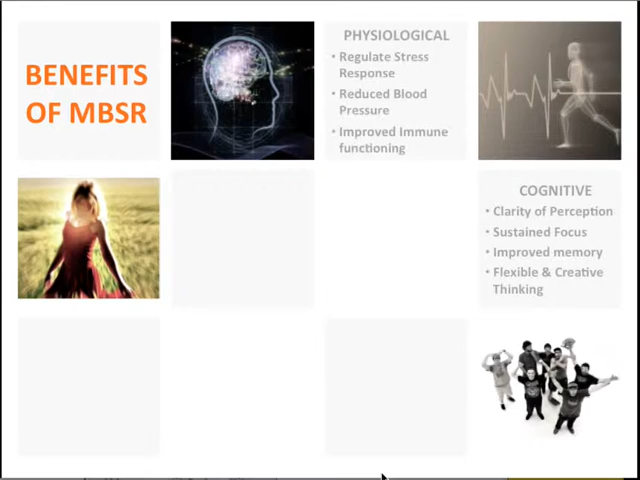 BENEFITS
OF MBSR
PHYSIOLOGICAL
• Regulate Stress
Response
• Reduced Blood
Pressure
• Improved Immune
functioning
COGNITIVE
• Clarity of Perception
• Sustained Focus
• Improved memory
• Flexible & Creative
Thinking